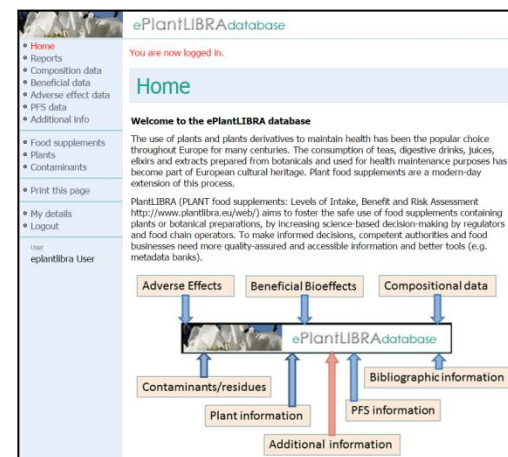 ePlantLIBRAdatabase
Home
Reports
Composition data
Beneficial data
Adverse effect data
PFS data
Additional info
Food supplements
Plants
Contaminants
Print this page
My details
Logout
User
eplantlibra User
You are now logged in.
Home
Welcome to the ePlantLIBRA database
The use of plants and plants derivatives to maintain health has been the popular choice
throughout Europe for many centuries. The consumption of teas, digestive drinks, juices,
elixirs and extracts prepared from botanicals and used for health maintenance purposes has
become part of European cultural heritage. Plant food supplements are a modern-day
extension of this process.
PlantLIBRA (PLANT food supplements: Levels of Intake, Benefit and Risk Assessment
http://www.plantlibra.eu/web/) aims to foster the safe use of food supplements containing
plants or botanical preparations, by increasing science-based decision-making by regulators
and food chain operators. To make informed decisions, competent authorities and food
businesses need more quality-assured and accessible information and better tools (e.g.
metadata banks).
Adverse Effects
Beneficial Bioeffects
Compositional data
ePlantLIBRAdatabase
Contaminants/residues
Bibliographic information
Plant information
PFS information
Additional information